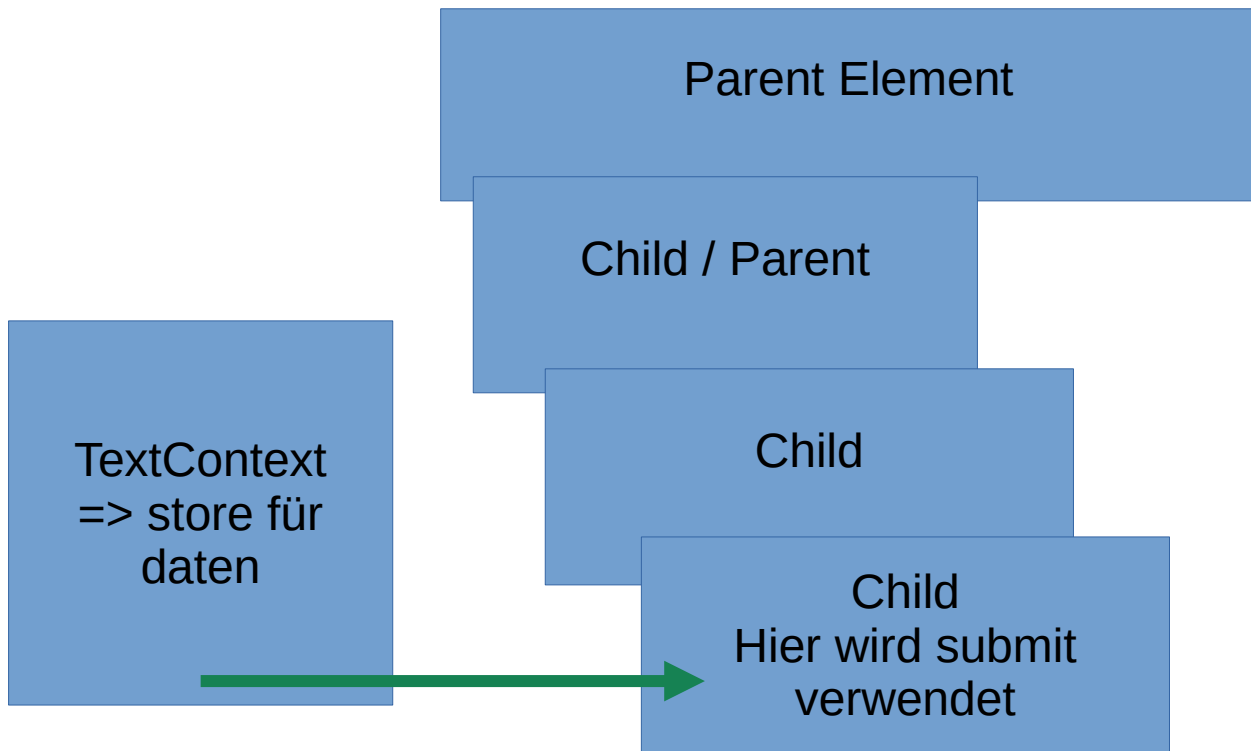 Parent Element
Child / Parent
Child
TextContext
=> store für
daten
Child
Hier wird submit
verwendet